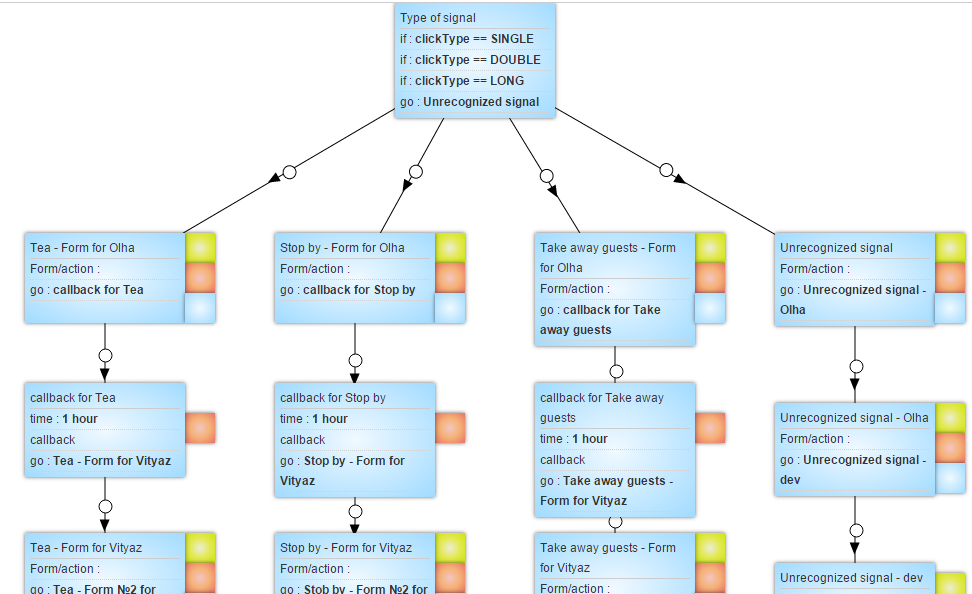 Type of signal
if : clickType == SINGLE
if : clickType == DOUBLE
if : clickType == LONG
go : Unrecognized signal
Tea - Form for Olha
Form/action :
go : callback for Tea
Stop by - Form for Olha
Form/action :
go : callback for Stop by
Take away guests - Form
for Olha
Form/action :
go : callback for Take
away guests
Unrecognized signal
Form/action :
go : Unrecognized signal -
Olha
callback for Tea
time : 1 hour
callback
go : Tea - Form for Vityaz
callback for Stop by
time : 1 hour
callback
go : Stop by - Form for
Vityaz
callback for Take away
guests
time : 1 hour
callback
go : Take away guests -
Form for Vityaz
Unrecognized signal - Olha
Form/action :
go : Unrecognized signal -
dev
Tea - Form for Vityaz
Form/action :
go : Tea - Form №2 for
Stop by - Form for Vityaz
Form/action :
go : Stob by - Form №2 for
Take away guests - Form
for Vityaz
Form/action :
Unrecognized signal - dev